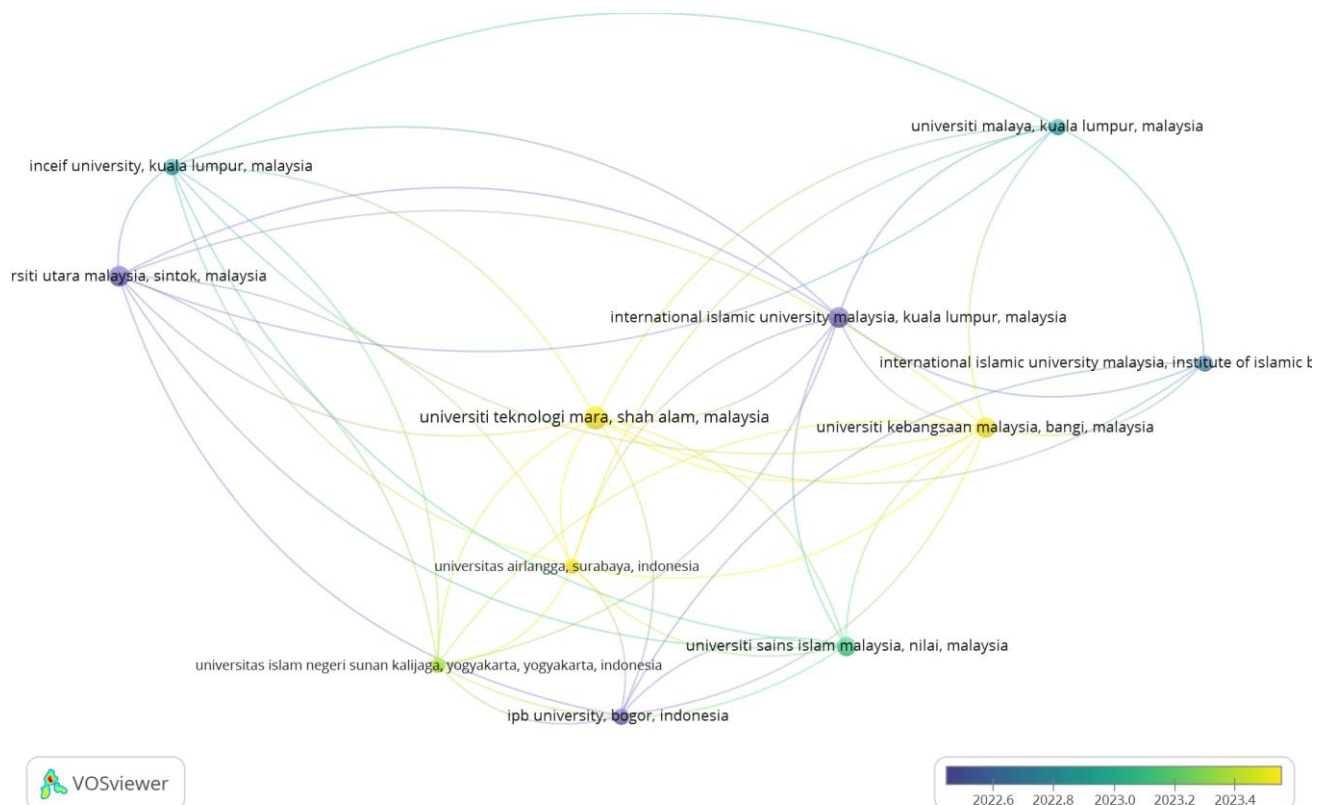 universiti malaya, kuala lumpur, malaysia
inceif university, kuala lumpur, malaysia
rsiti utara malaysia, sintok, malaysia
international islamic university malaysia, kuala lumpur, malaysia
international islamic university malaysia, institute of islamic b
universiti teknologi mara, shah alam, malaysia
universiti kebangsaan malaysia, bangi, malaysia
universitas airlangga, surabaya, indonesia
universiti sains islam malaysia, nilai, malaysia
universitas islam negeri sunan kalijaga, yogyakarta, yogyakarta, indonesia
ipb university, bogor, indonesia
VOSviewer
2022.6 2022.8 2023.0 2023.2 2023.4